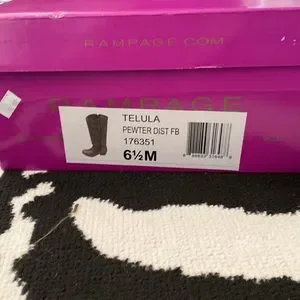 RAMPAGE.COM
RAMPAGE
TELULA
PEWTER DIST FB
176351
6½M